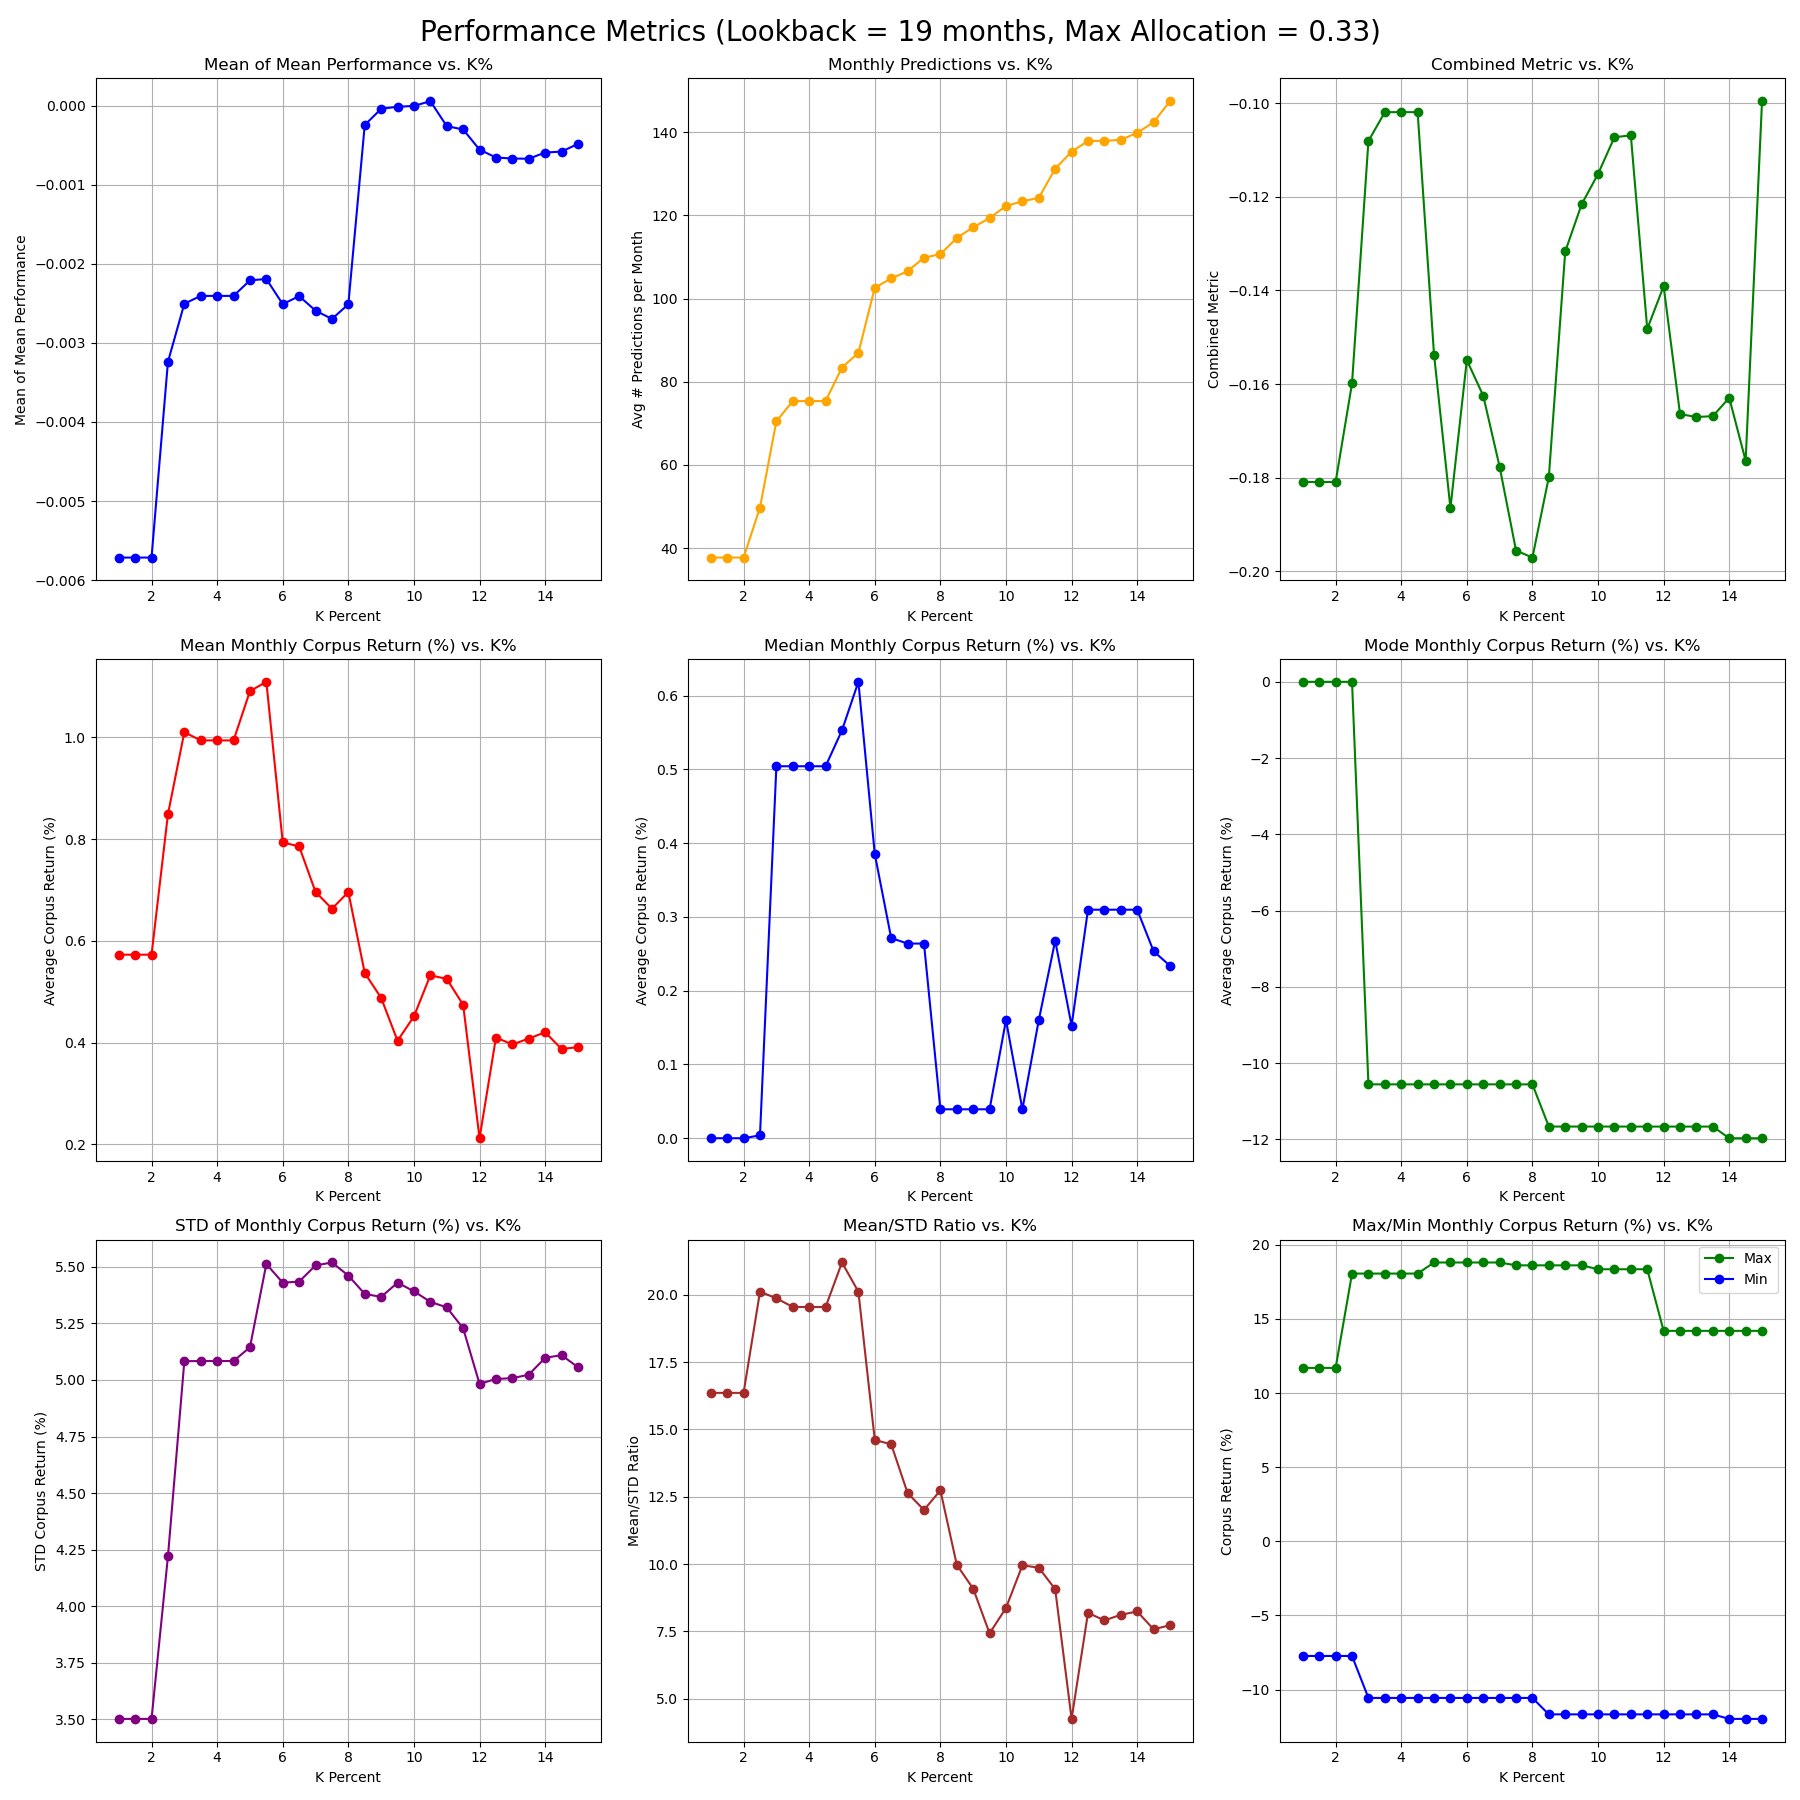 Performance Metrics (Lookback = 19 months, Max Allocation = 0.33)
Mean of Mean Performance vs. K%
Mean of Mean Performance
0.000
−0.001
−0.002
−0.003
−0.004
−0.005
−0.006
2 4 6 8 10 12 14
K Percent
Monthly Predictions vs. K%
Avg # Predictions per Month
140
120
100
80
60
40
2 4 6 8 10 12 14
K Percent
Combined Metric vs. K%
Combined Metric
−0.10
−0.12
−0.14
−0.16
−0.18
−0.20
2 4 6 8 10 12 14
K Percent
Mean Monthly Corpus Return (%) vs. K%
Average Corpus Return (%)
1.0
0.8
0.6
0.4
0.2
2 4 6 8 10 12 14
K Percent
Median Monthly Corpus Return (%) vs. K%
Average Corpus Return (%)
0.6
0.5
0.4
0.3
0.2
0.1
0.0
2 4 6 8 10 12 14
K Percent
Mode Monthly Corpus Return (%) vs. K%
Average Corpus Return (%)
0
−2
−4
−6
−8
−10
−12
2 4 6 8 10 12 14
K Percent
STD of Monthly Corpus Return (%) vs. K%
STD Corpus Return (%)
5.50
5.25
5.00
4.75
4.50
4.25
4.00
3.75
3.50
2 4 6 8 10 12 14
K Percent
Mean/STD Ratio vs. K%
Mean/STD Ratio
20.0
17.5
15.0
12.5
10.0
7.5
5.0
2 4 6 8 10 12 14
K Percent
Max/Min Monthly Corpus Return (%) vs. K%
Corpus Return (%)
20
15
10
5
0
−5
−10
Max
Min
2 4 6 8 10 12 14
K Percent